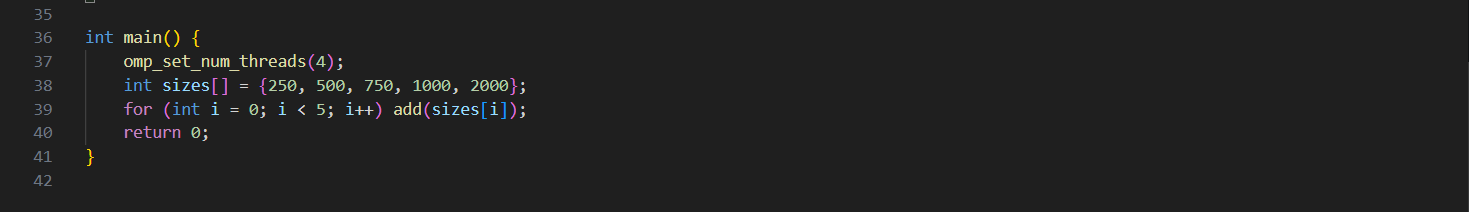 35
36 int main() {
37     omp_set_num_threads(4);
38     int sizes[] = {250, 500, 750, 1000, 2000};
39     for (int i = 0; i < 5; i++) add(sizes[i]);
40     return 0;
41 }
42